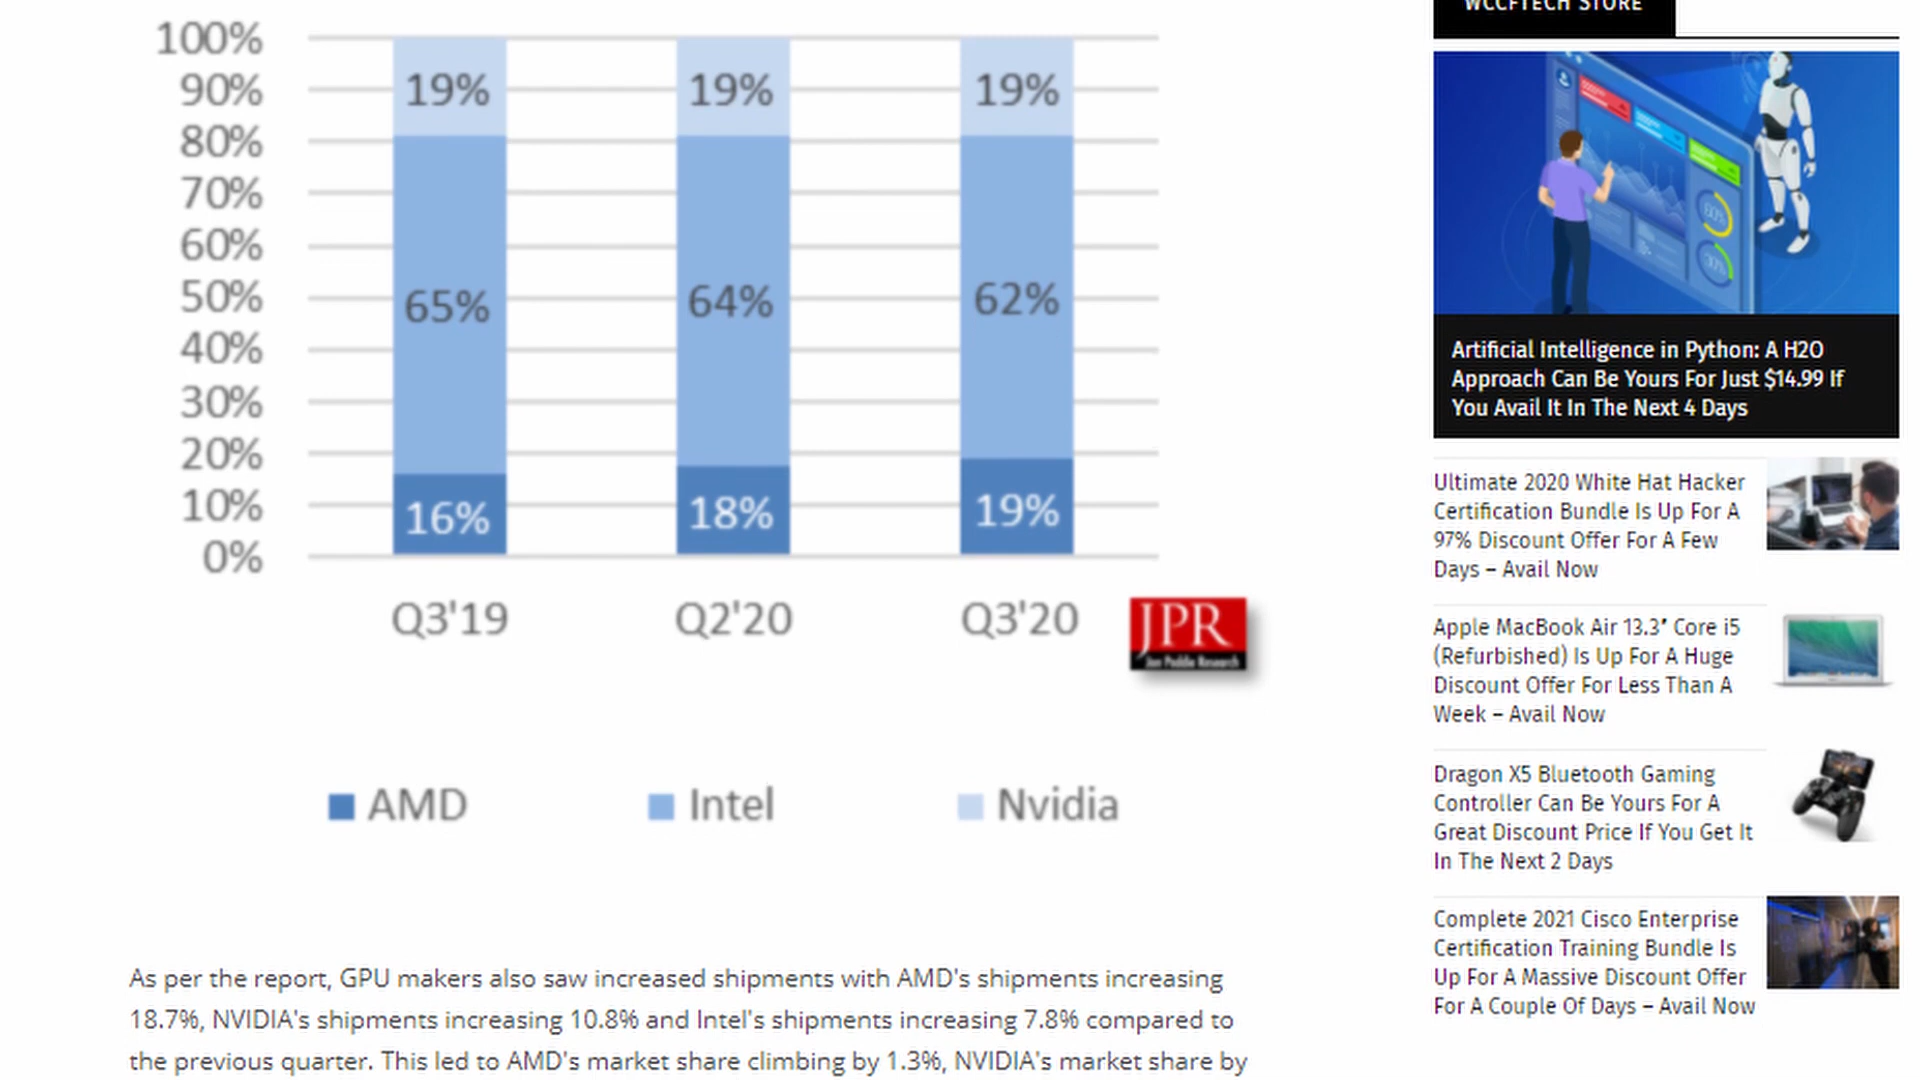 100%
90%
80%
70%
60%
50%
40%
30%
20%
10%
0%
19%
19%
19%
65%
64%
62%
16%
18%
19%
Q3'19
Q2'20
Q3'20
JPR
Jon Peddie Research
AMD
Intel
Nvidia
As per the report, GPU makers also saw increased shipments with AMD's shipments increasing
18.7%, NVIDIA's shipments increasing 10.8% and Intel's shipments increasing 7.8% compared to
the previous quarter. This led to AMD's market share climbing by 1.3%, NVIDIA's market share by
WCCFTECH STORE
Artificial Intelligence in Python: A H2O
Approach Can Be Yours For Just $14.99 If
You Avail It In The Next 4 Days
Ultimate 2020 White Hat Hacker
Certification Bundle Is Up For A
97% Discount Offer For A Few
Days – Avail Now
Apple MacBook Air 13.3″ Core i5
(Refurbished) Is Up For A Huge
Discount Offer For Less Than A
Week – Avail Now
Dragon X5 Bluetooth Gaming
Controller Can Be Yours For A
Great Discount Price If You Get It
In The Next 2 Days
Complete 2021 Cisco Enterprise
Certification Training Bundle Is
Up For A Massive Discount Offer
For A Couple Of Days – Avail Now